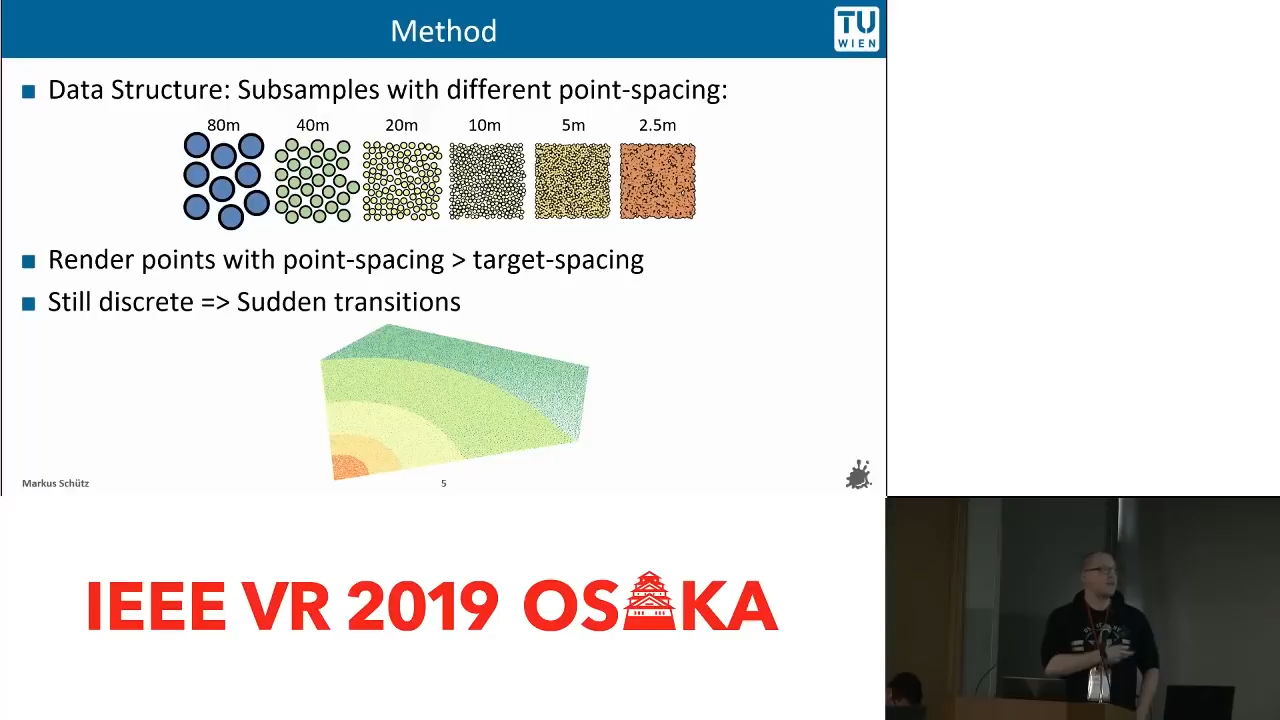 Method
TU
WIEN
Data Structure: Subsamples with different point-spacing:
80m 40m 20m 10m 5m 2.5m
Render points with point-spacing > target-spacing
Still discrete => Sudden transitions
Markus Schütz
5
IEEE VR 2019 OSAKA